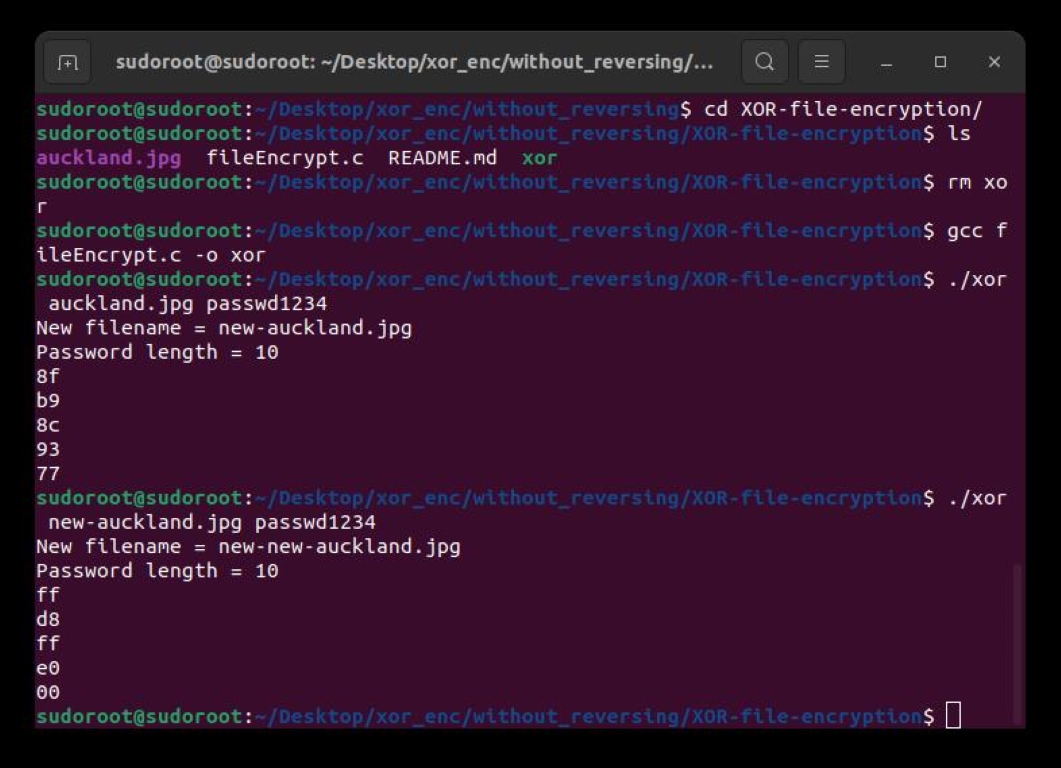 sudoroot@sudoroot: ~/Desktop/xor_enc/without_reversing/...
sudoroot@sudoroot:~/Desktop/xor_enc/without_reversing$ cd XOR-file-encryption/
sudoroot@sudoroot:~/Desktop/xor_enc/without_reversing/XOR-file-encryption$ ls
auckland.jpg  fileEncrypt.c  README.md  xor
sudoroot@sudoroot:~/Desktop/xor_enc/without_reversing/XOR-file-encryption$ rm xo
r
sudoroot@sudoroot:~/Desktop/xor_enc/without_reversing/XOR-file-encryption$ gcc f
ileEncrypt.c -o xor
sudoroot@sudoroot:~/Desktop/xor_enc/without_reversing/XOR-file-encryption$ ./xor
 auckland.jpg passwd1234
New filename = new-auckland.jpg
Password length = 10
8f
b9
8c
93
77
sudoroot@sudoroot:~/Desktop/xor_enc/without_reversing/XOR-file-encryption$ ./xor
 new-auckland.jpg passwd1234
New filename = new-new-auckland.jpg
Password length = 10
ff
d8
ff
e0
00
sudoroot@sudoroot:~/Desktop/xor_enc/without_reversing/XOR-file-encryption$